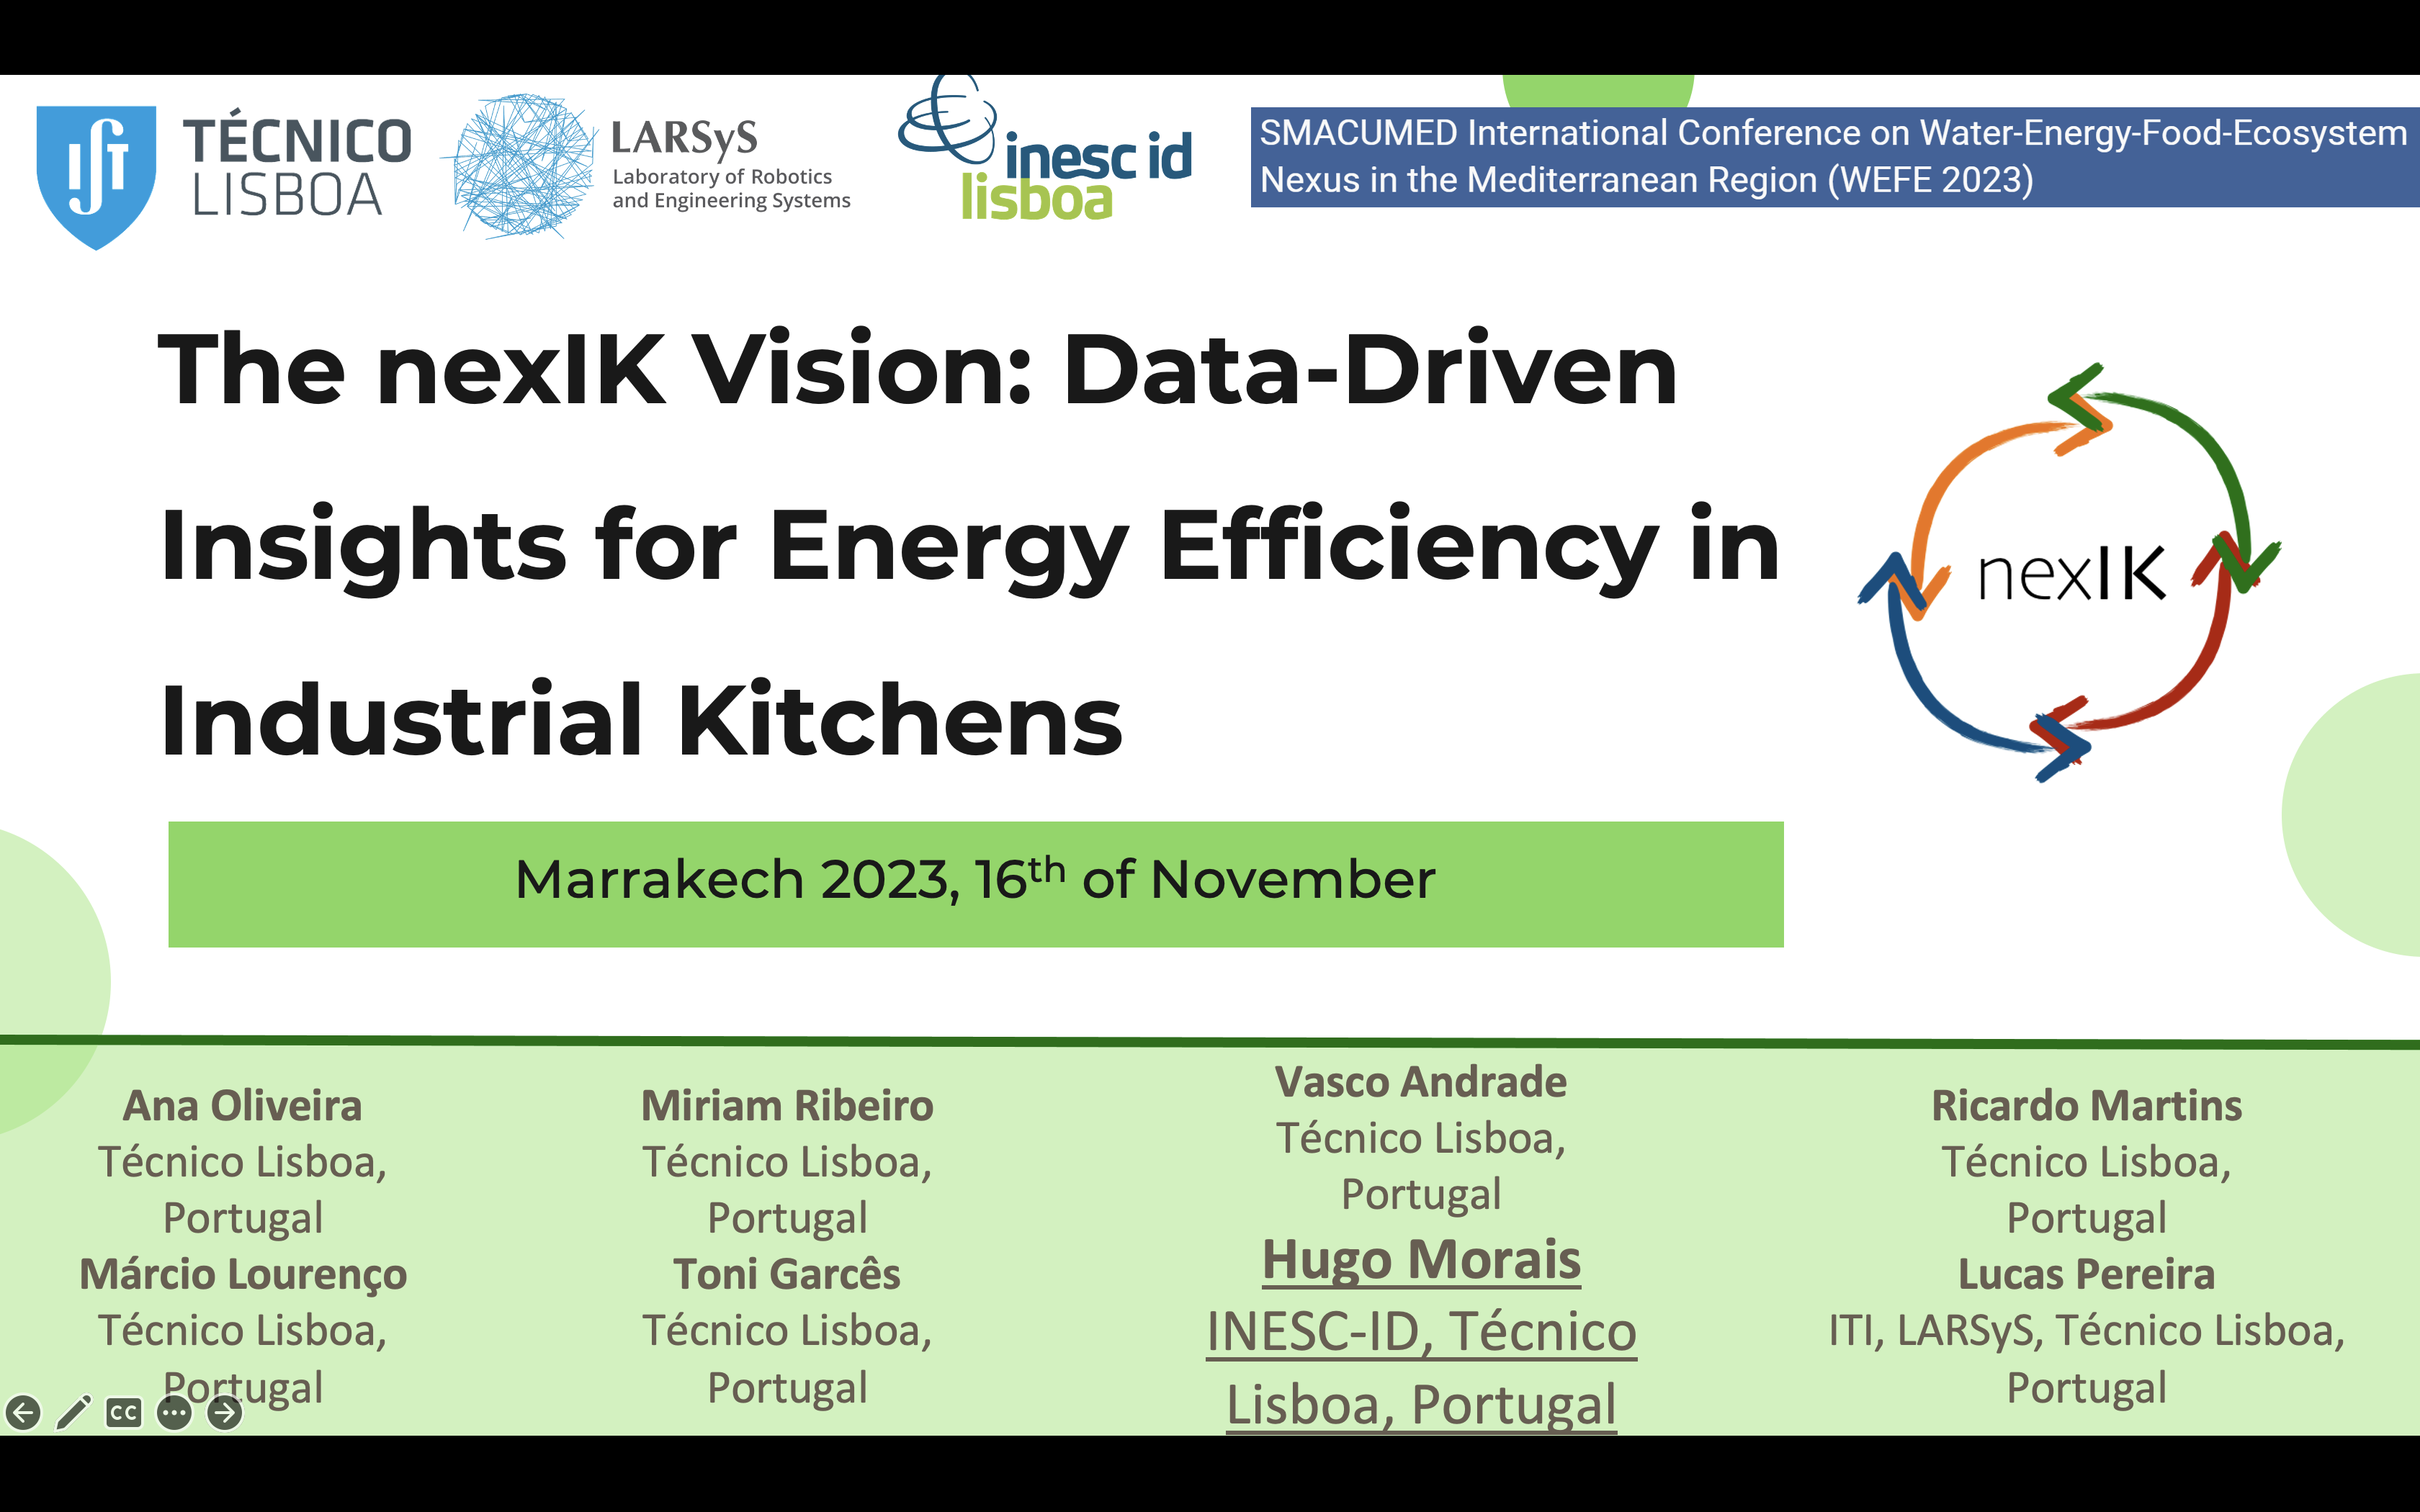 TÉCNICO
LISBOA
LARSyS
Laboratory of Robotics
and Engineering Systems
inesc id
lisboa
SMACUMED International Conference on Water-Energy-Food-Ecosystem
Nexus in the Mediterranean Region (WEFE 2023)
The nexIK Vision: Data-Driven
Insights for Energy Efficiency in
Industrial Kitchens
nexIK
Marrakech 2023, 16th of November
Ana Oliveira
Técnico Lisboa,
Portugal
Márcio Lourenço
Técnico Lisboa,
Portugal
Miriam Ribeiro
Técnico Lisboa,
Portugal
Toni Garcês
Técnico Lisboa,
Portugal
Vasco Andrade
Técnico Lisboa,
Portugal
Hugo Morais
INESC-ID, Técnico
Lisboa, Portugal
Ricardo Martins
Técnico Lisboa,
Portugal
Lucas Pereira
ITI, LARSyS, Técnico Lisboa,
Portugal
CC